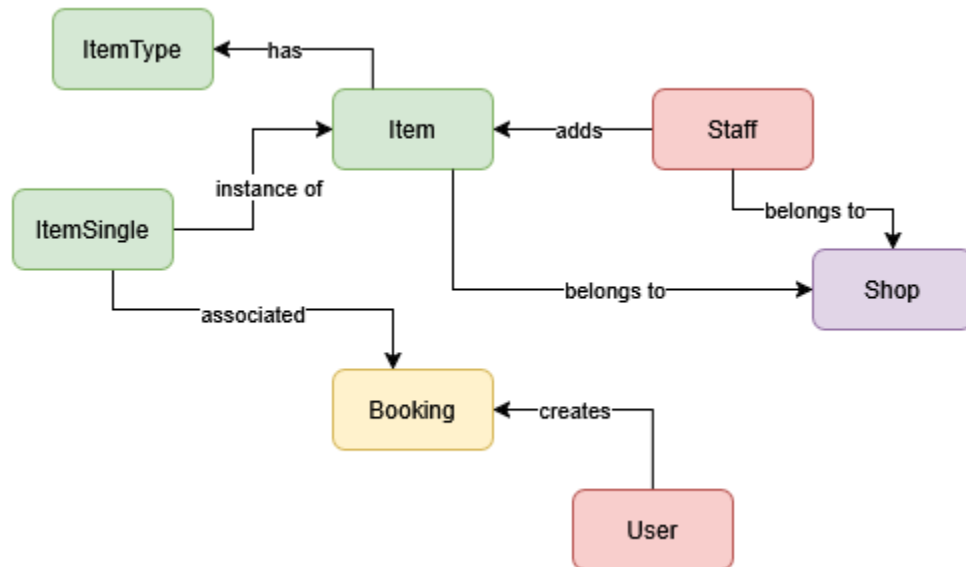 ItemType
has
Item
adds
Staff
instance of
belongs to
ItemSingle
belongs to
Shop
associated
Booking
creates
User